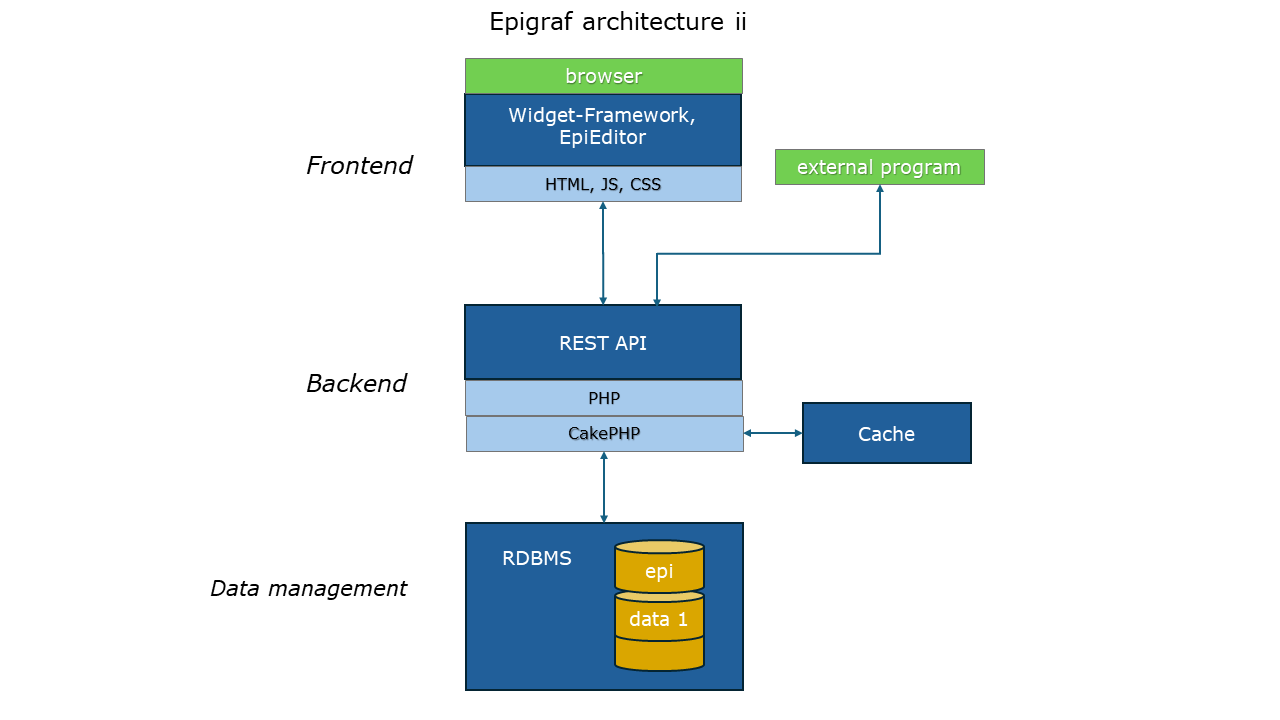 Epigraf architecture ii
browser
Widget-Framework,
EpiEditor
Frontend
external program
HTML, JS, CSS
REST API
Backend
PHP
CakePHP
Cache
RDBMS
epi
Data management
data 1